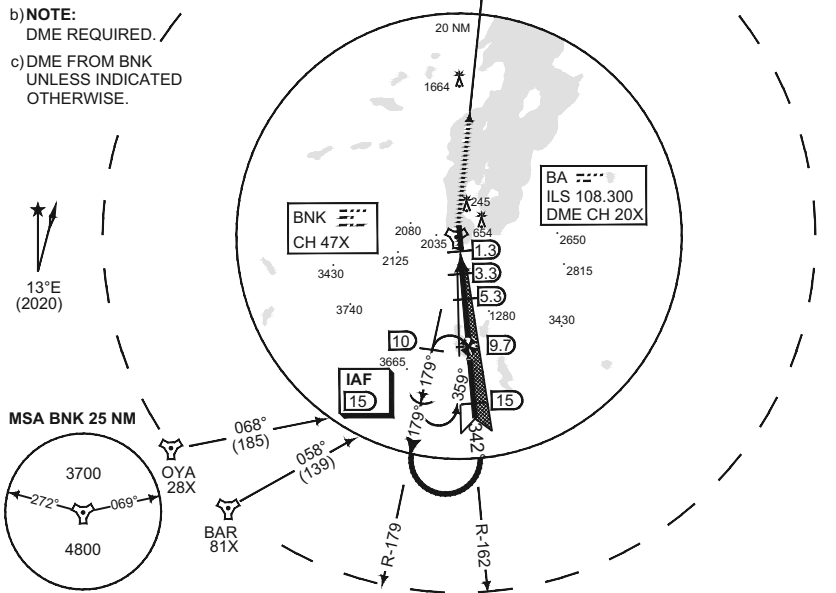 b) NOTE:
DME REQUIRED.
c) DME FROM BNK
UNLESS INDICATED
OTHERWISE.
20 NM
1664
BA
ILS 108.300
DME CH 20X
BNK
CH 47X
245
654
2080
2035
2125
2650
2815
3430
3740
1280
3430
1.3
3.3
5.3
9.7
10
3665
13°E
(2020)
IAF
15
15
179°
359°
179°
342°
MSA BNK 25 NM
3700
272°
069°
4800
OYA
28X
068°
(185)
058°
(139)
BAR
81X
R-179
R-162